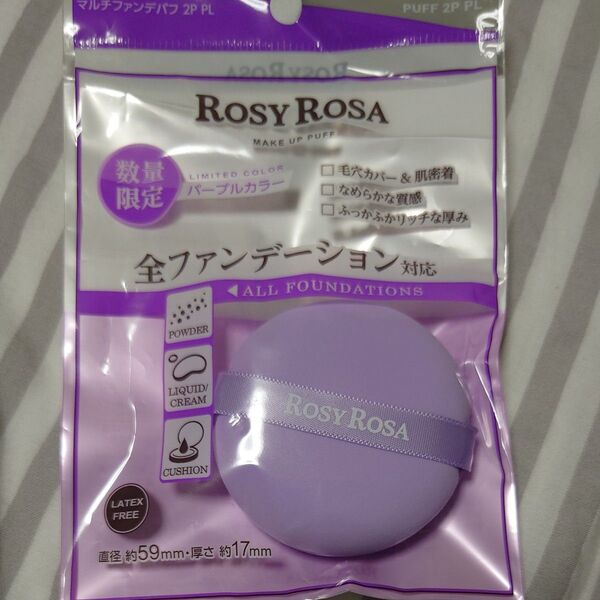 マルチファンデパフ 2P PL
PUFF 2P PL
ROSY ROSA
MAKE UP PUFF
数量
限定
LIMITED COLOR
パープルカラー
□毛穴カバー&肌密着
□なめらかな質感
□ふっかふかリッチな厚み
全ファンデーション対応
◀ALL FOUNDATIONS
POWDER
LIQUID/
CREAM
CUSHION
ROSY ROSA
LATEX
FREE
直径 約59mm・厚さ 約17mm